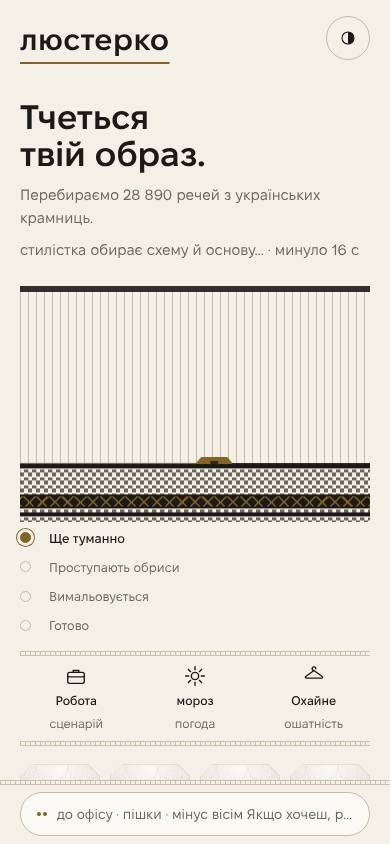 люстерко
Тчеться
твій образ.
Перебираємо 28 890 речей з українських
крамниць.
стилістка обирає схему й основу… · минуло 16 с
Ще туманно
Проступають обриси
Вимальовується
Готово
Робота
мороз
Охайне
сценарій
погода
ошатність
до офісу · пішки · мінус вісім Якщо хочеш, р…